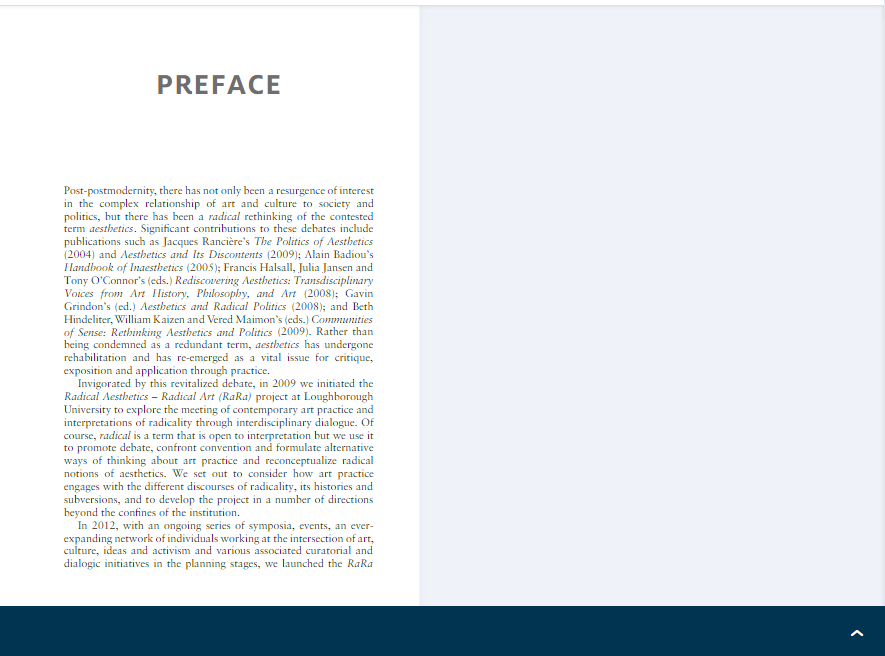 PREFACE
Post-postmodernity, there has not only been a resurgence of interest
in the complex relationship of art and culture to society and
politics, but there has been a radical rethinking of the contested
term aesthetics. Significant contributions to these debates include
publications such as Jacques Rancière's The Politics of Aesthetics
(2004) and Aesthetics and Its Discontents (2009); Alain Badiou's
Handbook of Inaesthetics (2005); Francis Halsall, Julia Jansen and
Tony O'Connor's (eds.) Rediscovering Aesthetics: Transdisciplinary
Voices from Art History, Philosophy, and Art (2008); Gavin
Grindon's (ed.) Aesthetics and Radical Politics (2008); and Beth
Hindeliter, William Kaizen and Vered Maimon's (eds.) Communities
of Sense: Rethinking Aesthetics and Politics (2009). Rather than
being condemned as a redundant term, aesthetics has undergone
rehabilitation and has re-emerged as a vital issue for critique,
exposition and application through practice.
Invigorated by this revitalized debate, in 2009 we initiated the
Radical Aesthetics – Radical Art (RaRa) project at Loughborough
University to explore the meeting of contemporary art practice and
interpretations of radicality through interdisciplinary dialogue. Of
course, radical is a term that is open to interpretation but we use it
to promote debate, confront convention and formulate alternative
ways of thinking about art practice and reconceptualize radical
notions of aesthetics. We set out to consider how art practice
engages with the different discourses of radicality, its histories and
subversions, and to develop the project in a number of directions
beyond the confines of the institution.
In 2012, with an ongoing series of symposia, events, an ever-
expanding network of individuals working at the intersection of art,
culture, ideas and activism and various associated curatorial and
dialogic initiatives in the planning stages, we launched the RaRa